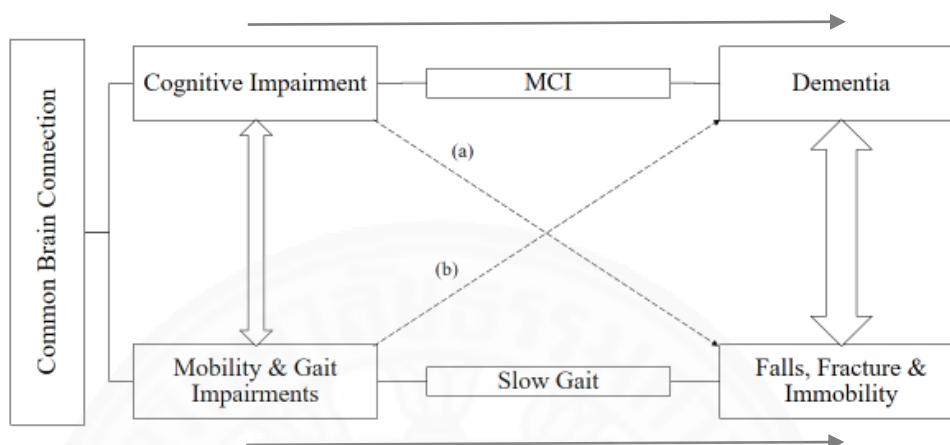 Common Brain Connection
Cognitive Impairment
MCI
Dementia
(a)
(b)
Mobility & Gait
Impairments
Slow Gait
Falls, Fracture &
Immobility